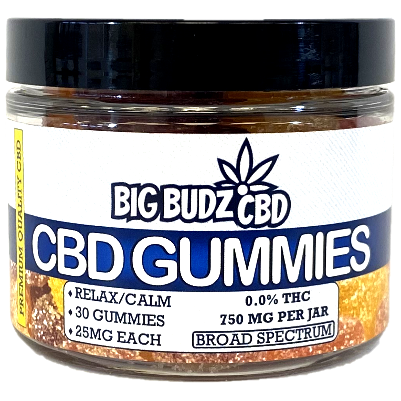 PREMIUM QUALITY CBD
BIG BUDZ CBD
CBD GUMMIES
♦ RELAX/CALM
♦ 30 GUMMIES
♦ 25MG EACH
0.0% THC
750 MG PER JAR
BROAD SPECTRUM